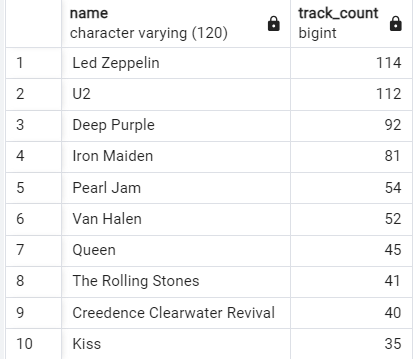 name track_count
character varying (120) bigint
1 Led Zeppelin 114
2 U2 112
3 Deep Purple 92
4 Iron Maiden 81
5 Pearl Jam 54
6 Van Halen 52
7 Queen 45
8 The Rolling Stones 41
9 Creedence Clearwater Revival 40
10 Kiss 35